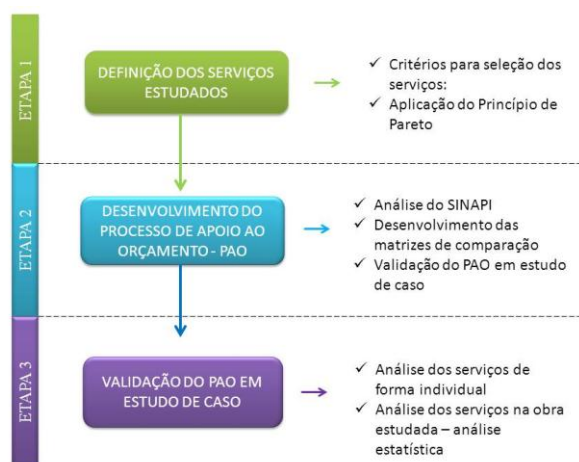 ETAPA 1
DEFINIÇÃO DOS SERVIÇOS
ESTUDADOS
✓ Critérios para seleção dos
serviços:
✓ Aplicação do Princípio de
Pareto
ETAPA 2
DESENVOLVIMENTO DO
PROCESSO DE APOIO AO
ORÇAMENTO - PAO
✓ Análise do SINAPI
✓ Desenvolvimento das
matrizes de comparação
✓ Validação do PAO em estudo
de caso
ETAPA 3
VALIDAÇÃO DO PAO EM
ESTUDO DE CASO
✓ Análise dos serviços de
forma individual
✓ Análise dos serviços na obra
estudada – análise
estatística